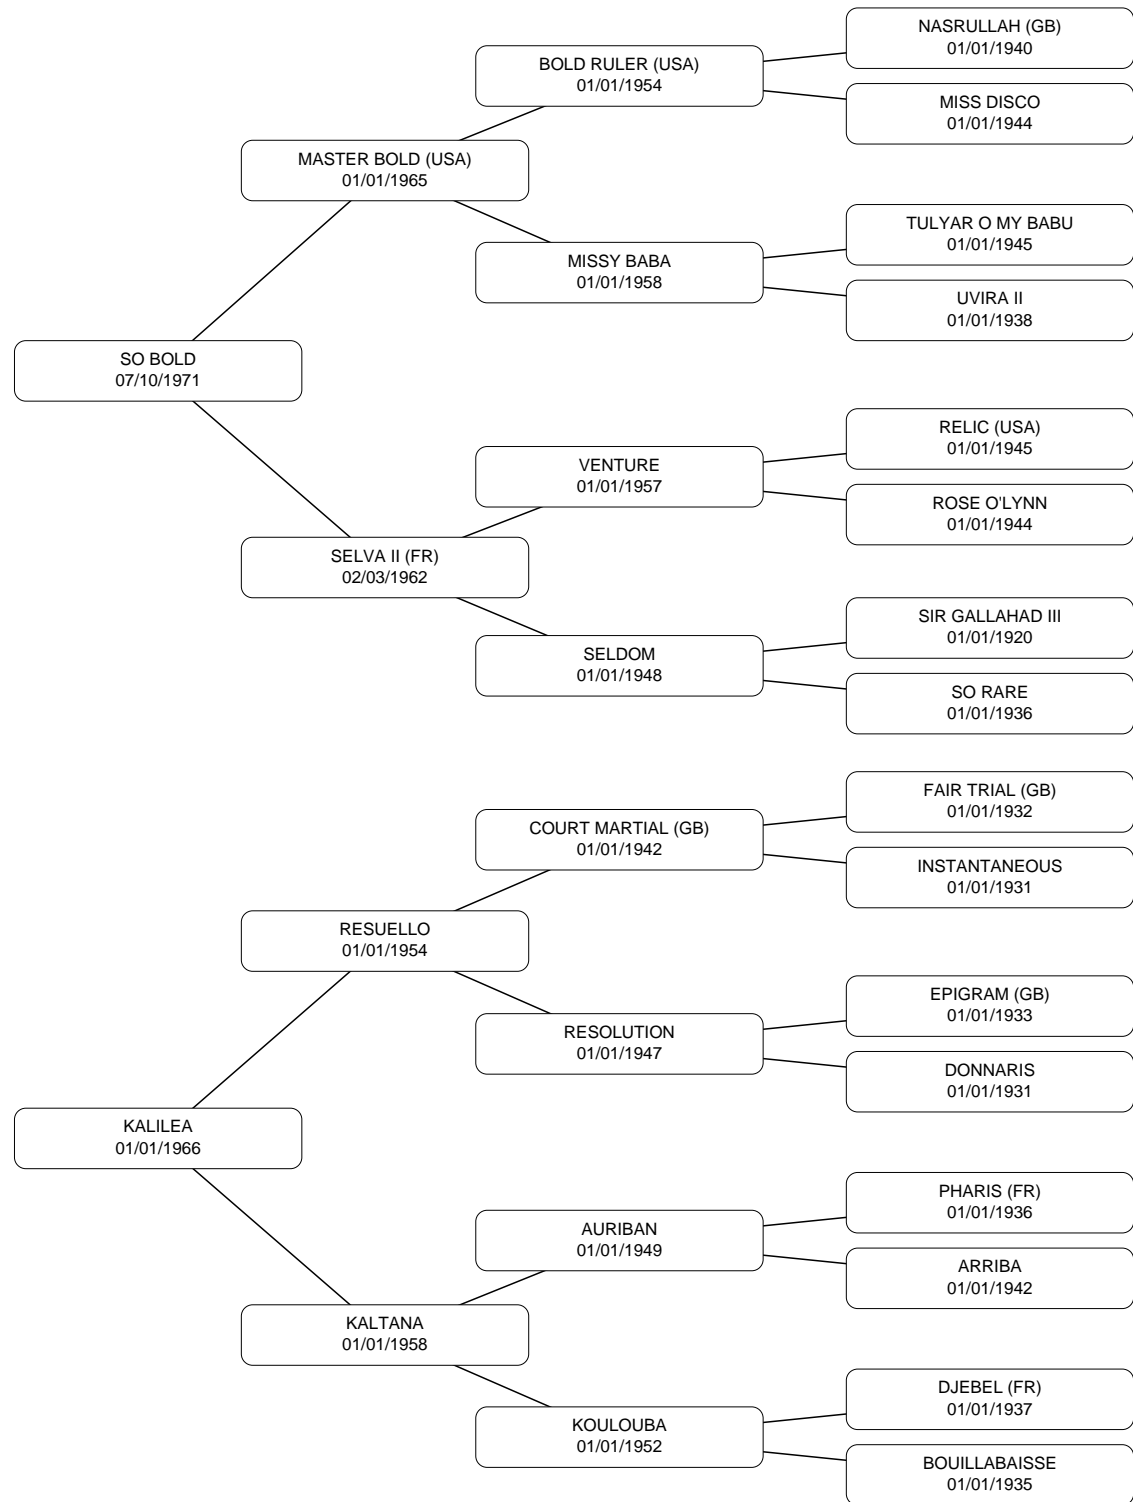 NASRULLAH (GB)
01/01/1940
BOLD RULER (USA)
01/01/1954
MISS DISCO
01/01/1944
MASTER BOLD (USA)
01/01/1965
TULYAR O MY BABU
01/01/1945
MISSY BABA
01/01/1958
UVIRA II
01/01/1938
SO BOLD
07/10/1971
RELIC (USA)
01/01/1945
VENTURE
01/01/1957
ROSE O'LYNN
01/01/1944
SELVA II (FR)
02/03/1962
SIR GALLAHAD III
01/01/1920
SELDOM
01/01/1948
SO RARE
01/01/1936
FAIR TRIAL (GB)
01/01/1932
COURT MARTIAL (GB)
01/01/1942
INSTANTANEOUS
01/01/1931
RESUELLO
01/01/1954
EPIGRAM (GB)
01/01/1933
RESOLUTION
01/01/1947
DONNARIS
01/01/1931
KALILEA
01/01/1966
PHARIS (FR)
01/01/1936
AURIBAN
01/01/1949
ARRIBA
01/01/1942
KALTANA
01/01/1958
DJEBEL (FR)
01/01/1937
KOULOUBA
01/01/1952
BOUILLABAISSE
01/01/1935